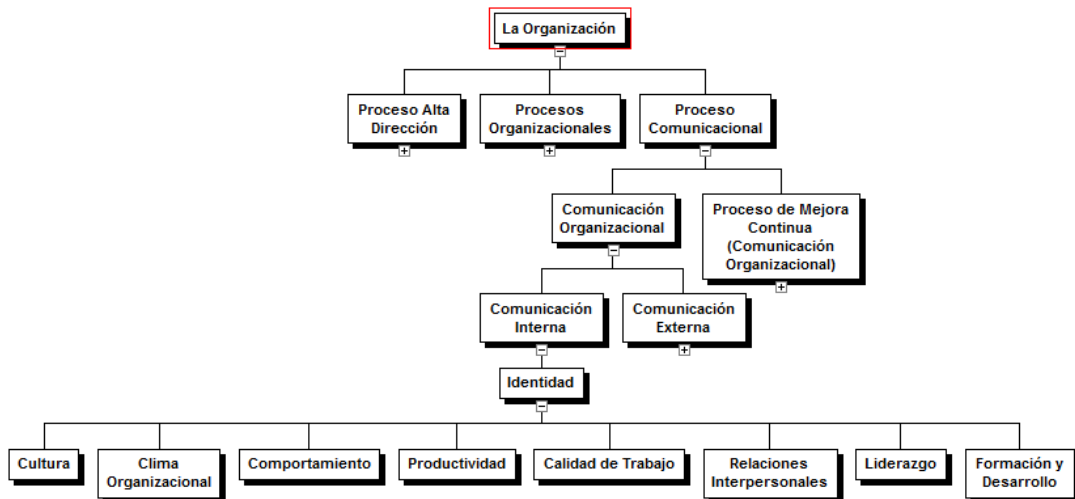 La Organización
Proceso Alta
Dirección
Procesos
Organizacionales
Proceso
Comunicacional
Comunicación
Organizacional
Proceso de Mejora
Continua
(Comunicación
Organizacional)
Comunicación
Interna
Comunicación
Externa
Identidad
Cultura
Clima
Organizacional
Comportamiento
Productividad
Calidad de Trabajo
Relaciones
Interpersonales
Liderazgo
Formación y
Desarrollo